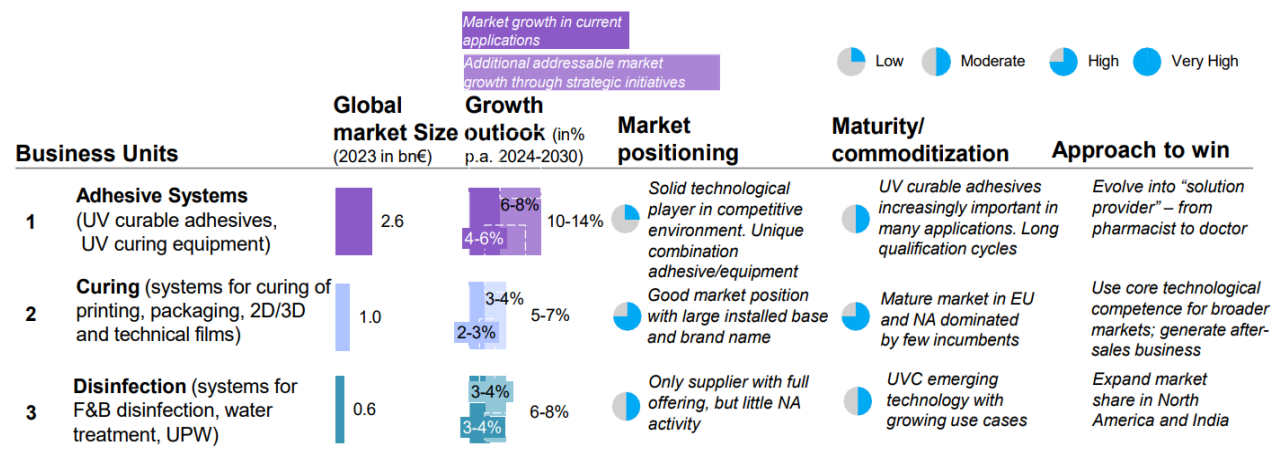 Market growth in current
applications
Additional addressable market
growth through strategic initiatives
Low
Moderate
High
Very High
Business Units
Global
market Size
(2023 in bn€)
Growth
outlook (in%
p.a. 2024-2030)
Market
positioning
Maturity/
commoditization
Approach to win
1
Adhesive Systems
(UV curable adhesives,
UV curing equipment)
2.6
6-8%
4-6%
10-14%
Solid technological
player in competitive
environment. Unique
combination
adhesive/equipment
UV curable adhesives
increasingly important in
many applications. Long
qualification cycles
Evolve into “solution
provider” – from
pharmacist to doctor
2
Curing (systems for curing of
printing, packaging, 2D/3D
and technical films)
1.0
3-4%
2-3%
5-7%
Good market position
with large installed base
and brand name
Mature market in EU
and NA dominated
by few incumbents
Use core technological
competence for broader
markets; generate after-
sales business
3
Disinfection (systems for
F&B disinfection, water
treatment, UPW)
0.6
3-4%
3-4%
6-8%
Only supplier with full
offering, but little NA
activity
UVC emerging
technology with
growing use cases
Expand market
share in North
America and India